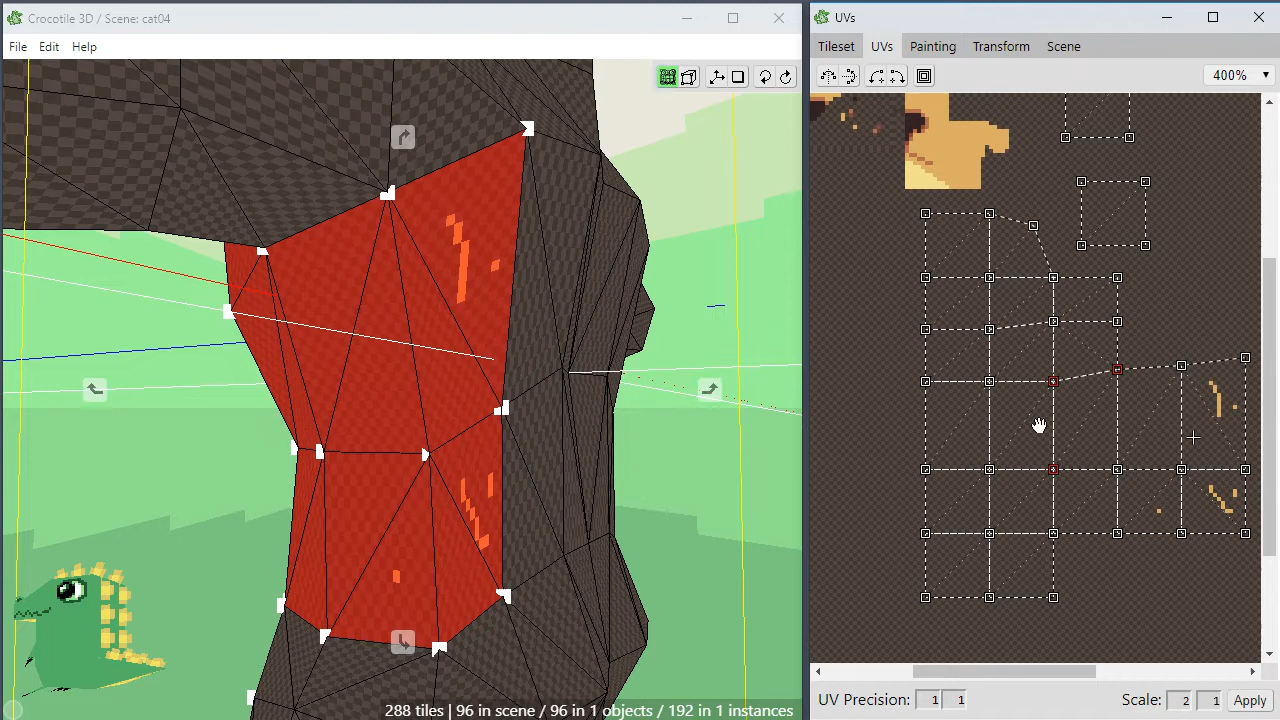 Crocotile 3D / Scene: cat04
File Edit Help
288 tiles | 96 in scene / 96 in 1 objects / 192 in 1 instances
UVs
Tileset UVs Painting Transform Scene
400%
UV Precision: 1 1 Scale: 2 1 Apply